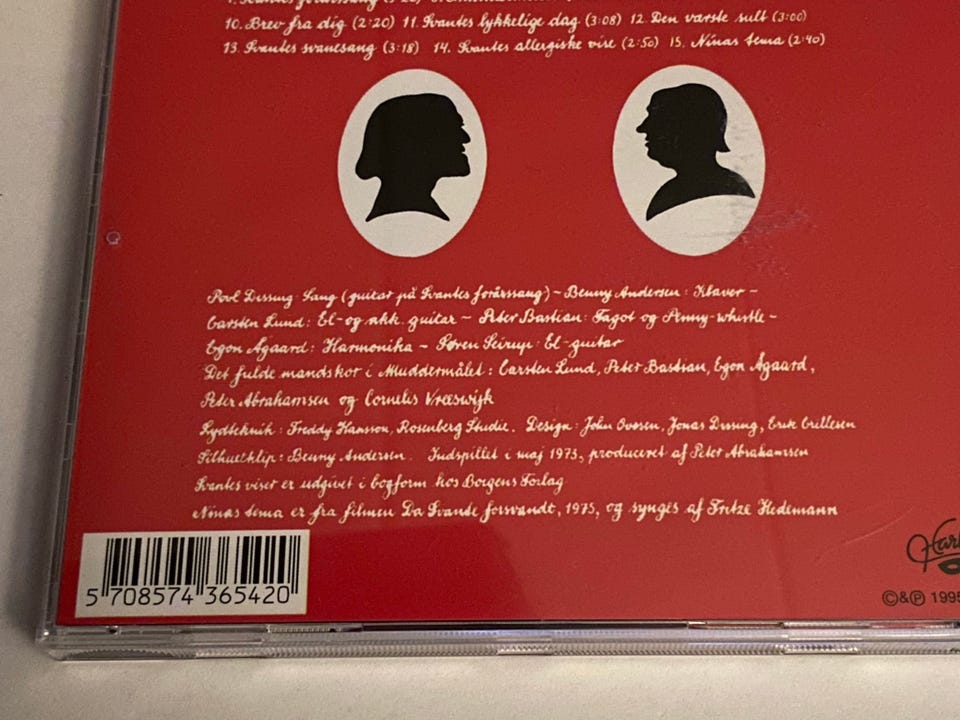 10. Brev fra dig (2:20) 11. Svantes lykkelige dag (3:08) 12. Den værste sult (3:00)
13. Svantes svanesang (3:18) 14. Svantes allergiske vise (2:50) 15. Ninas tema (2:40)
Povl Dissing: Sang (guitar på Svantes forårssang) – Benny Andersen: Klaver –
Carsten Lund: El- og akk. guitar – Peter Bastian: Fagot og Penny-whistle –
Egon Ågaard: Harmonika – Søren Seirup: El-guitar
Det fulde mandskor i Muddermålet: Carsten Lund, Peter Bastian, Egon Ågaard,
Peter Abrahamsen og Cornelis Vreeswijk
Lydteknik: Freddy Hansson, Rosenberg Studie. Design: John Ovesen, Jonas Dissing, Erik
Silhuetklip: Benny Andersen. Indspillet i maj 1973, produceret af Peter Abrahamsen
Svantes viser er udgivet i bogform hos Borgens Forlag
Ninas tema er fra filmen Da Svante forsvandt, 1975, og synges af Fritze Hedemann
5 708574 365420
©&℗ 1995